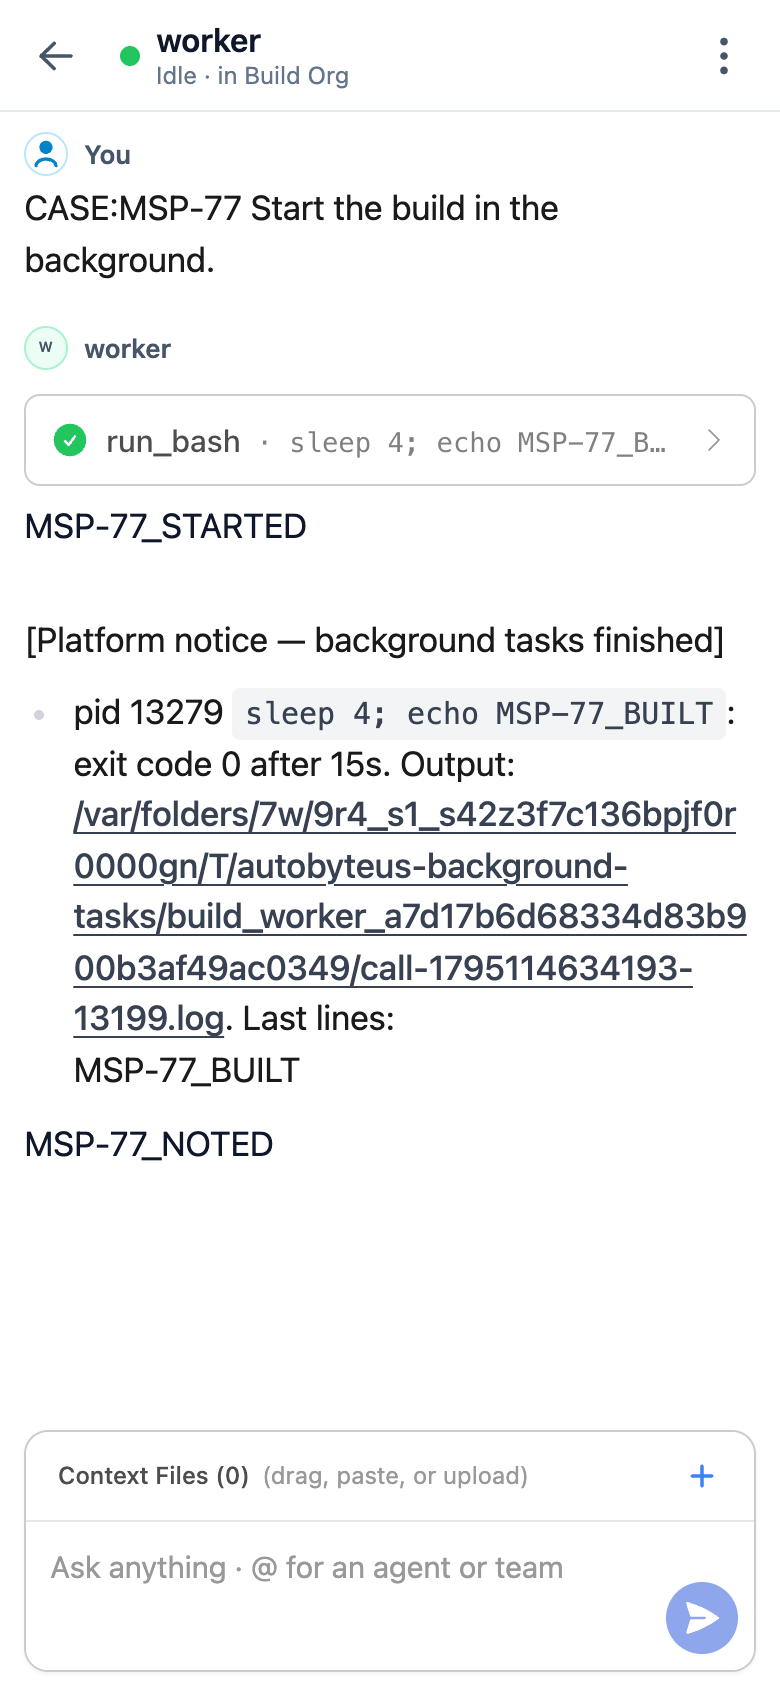 worker
Idle · in Build Org
You
CASE:MSP-77 Start the build in the
background.
W
worker
run_bash · sleep 4; echo MSP-77_B…
MSP-77_STARTED
[Platform notice — background tasks finished]
pid 13279 sleep 4; echo MSP-77_BUILT :
exit code 0 after 15s. Output:
/var/folders/7w/9r4_s1_s42z3f7c136bpjf0r
0000gn/T/autobyteus-background-
tasks/build_worker_a7d17b6d68334d83b9
00b3af49ac0349/call-1795114634193-
13199.log. Last lines:
MSP-77_BUILT
MSP-77_NOTED
Context Files (0) (drag, paste, or upload)
Ask anything · @ for an agent or team